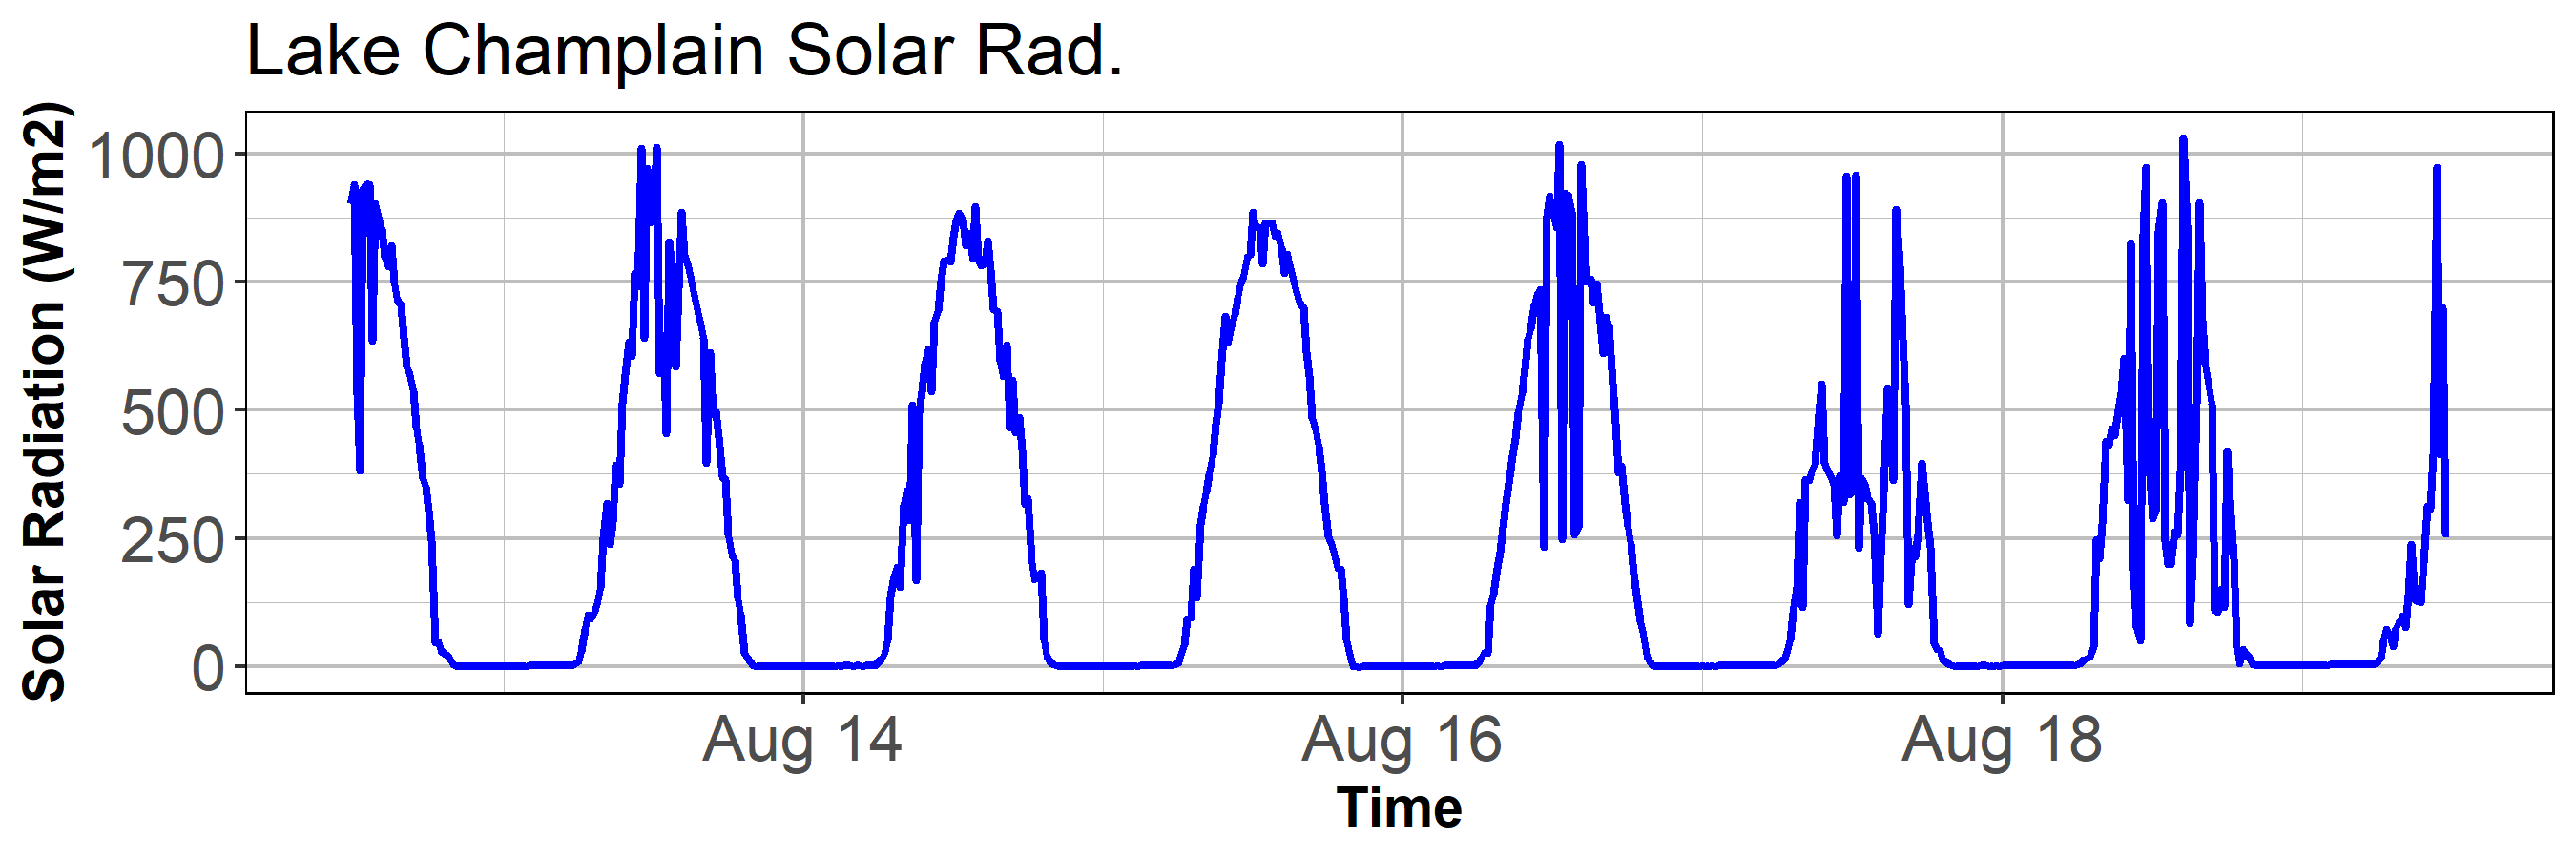 Lake Champlain Solar Rad.
Solar Radiation (W/m2)
1000
750
500
250
0
Aug 14
Aug 16
Aug 18
Time